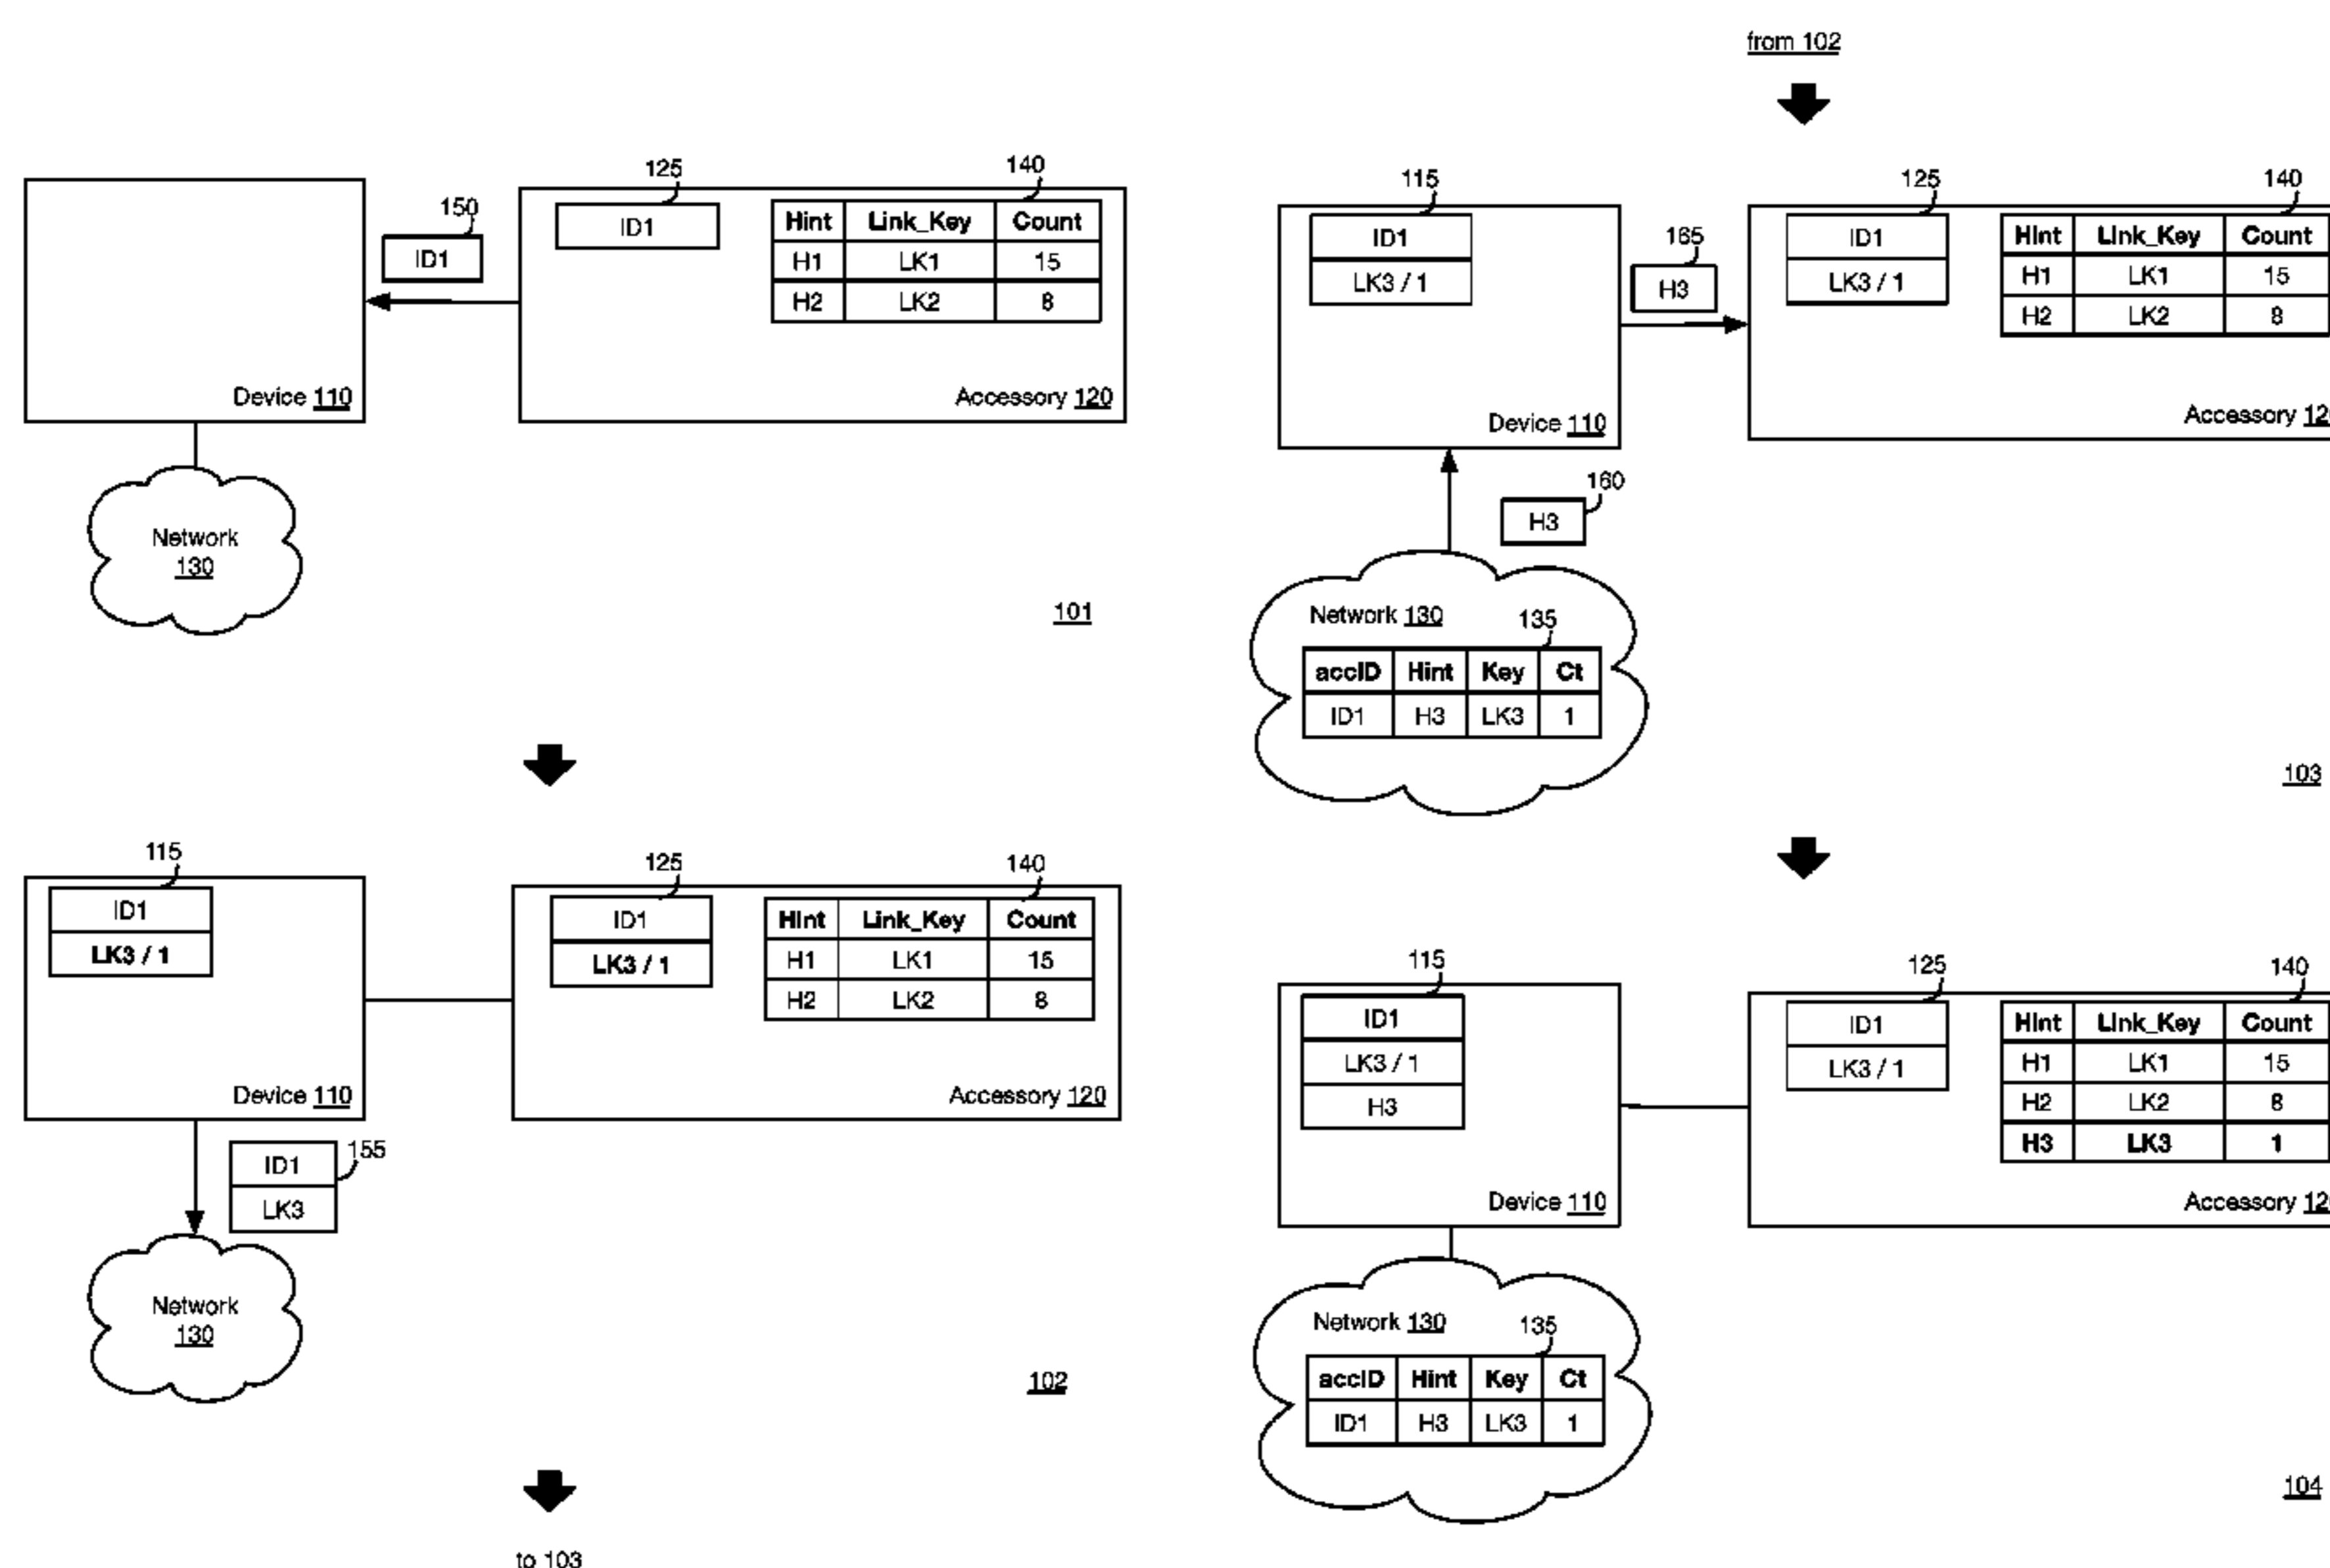 125
140
150
ID1
ID1
Hint Link_Key Count
H1 LK1 15
H2 LK2 8
Device 110
Accessory 120
Network
130
101
115
125
140
ID1
LK3 / 1
ID1
LK3 / 1
Hint Link_Key Count
H1 LK1 15
H2 LK2 8
Device 110
Accessory 120
155
ID1
LK3
Network
130
102
to 103
from 102
115
125
140
ID1
LK3 / 1
165
H3
ID1
LK3 / 1
Hint Link_Key Count
H1 LK1 15
H2 LK2 8
Device 110
Accessory
160
H3
Network 130
135
accID Hint Key Ct
ID1 H3 LK3 1
103
115
125
140
ID1
LK3 / 1
H3
ID1
LK3 / 1
Hint Link_Key Count
H1 LK1 15
H2 LK2 8
H3 LK3 1
Device 110
Accessory
Network 130
135
accID Hint Key Ct
ID1 H3 LK3 1
104